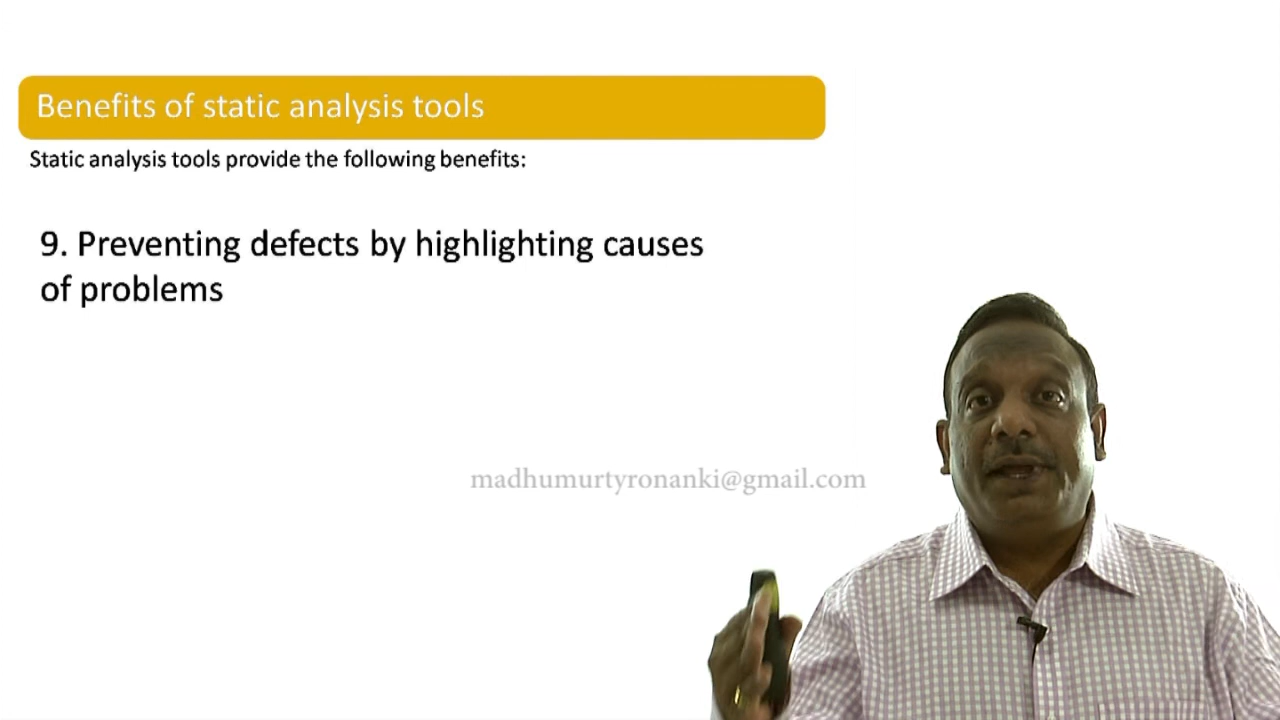 Benefits of static analysis tools
Static analysis tools provide the following benefits:
9. Preventing defects by highlighting causes
of problems
madhumurtyronanki@gmail.com